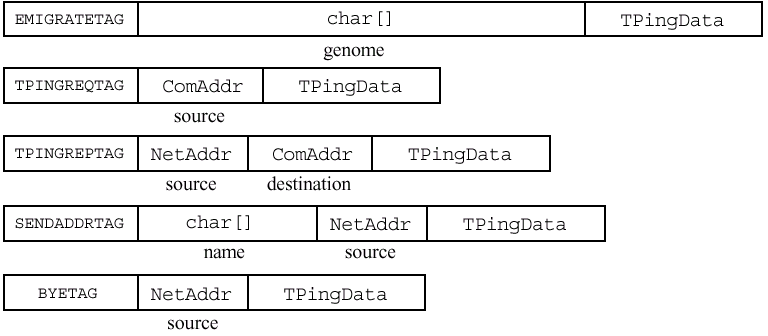 EMIGRATETAG char[] TPingData
genome
TPINGREQTAG ComAddr TPingData
source
TPINGREPTAG NetAddr ComAddr TPingData
source destination
SENDADDRTAG char[] NetAddr TPingData
name source
BYETAG NetAddr TPingData
source